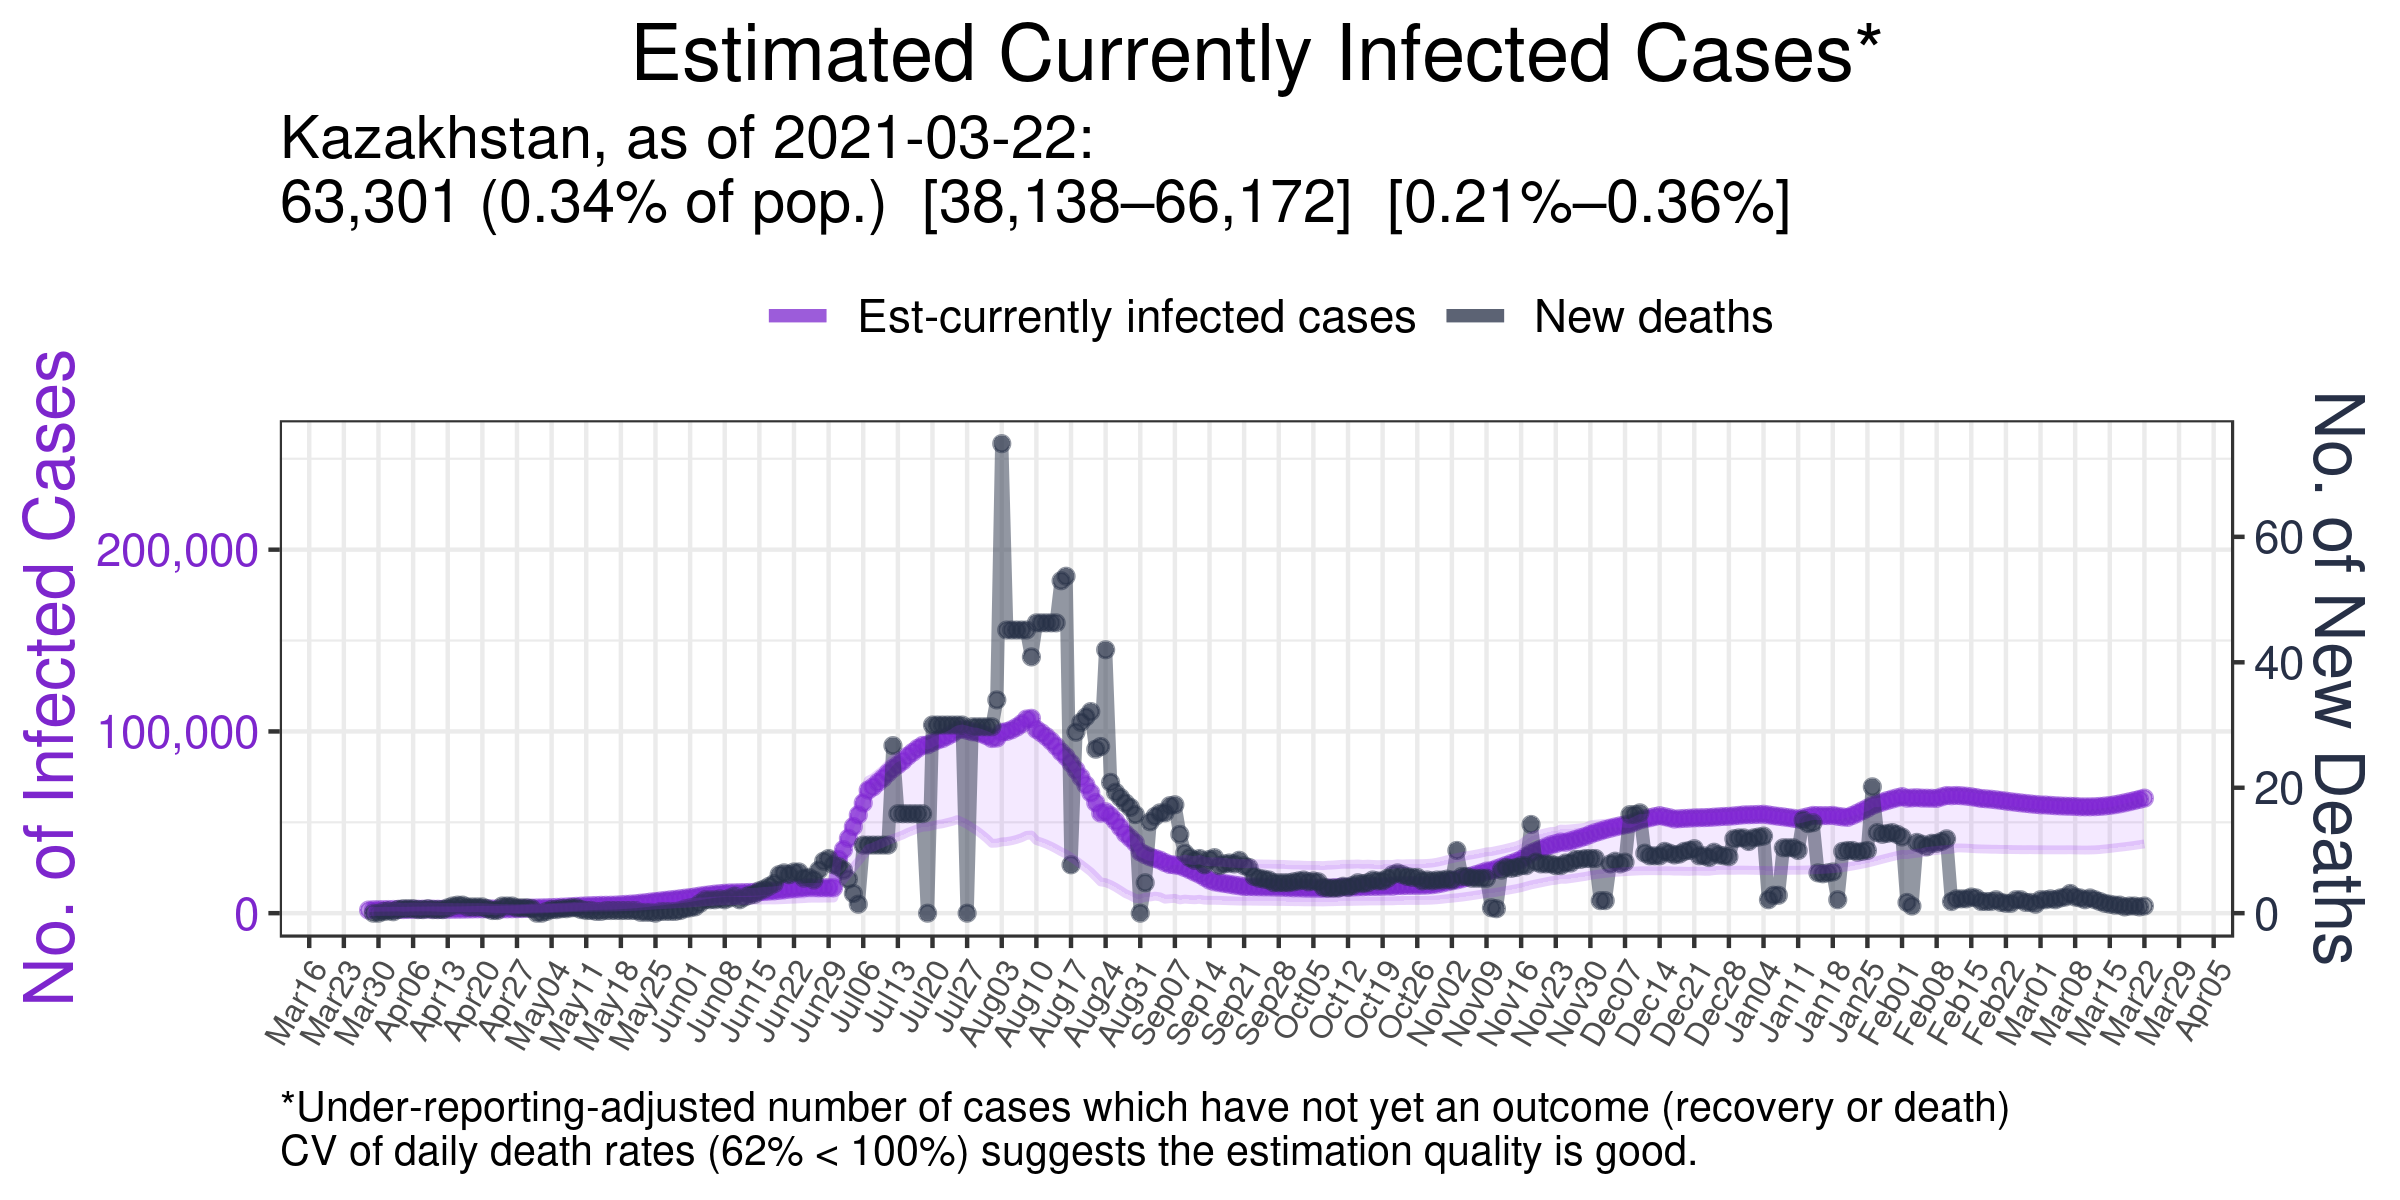 Estimated Currently Infected Cases*
Kazakhstan, as of 2021-03-22:
63,301 (0.34% of pop.)  [38,138–66,172]  [0.21%–0.36%]
Est-currently infected cases
New deaths
No. of Infected Cases
200,000
100,000
0
60
40
20
0
No. of New Deaths
Mar16
Mar23
Mar30
Apr06
Apr13
Apr20
Apr27
May04
May11
May18
May25
Jun01
Jun08
Jun15
Jun22
Jun29
Jul06
Jul13
Jul20
Jul27
Aug03
Aug10
Aug17
Aug24
Aug31
Sep07
Sep14
Sep21
Sep28
Oct05
Oct12
Oct19
Oct26
Nov02
Nov09
Nov16
Nov23
Nov30
Dec07
Dec14
Dec21
Dec28
Jan04
Jan11
Jan18
Jan25
Feb01
Feb08
Feb15
Feb22
Mar01
Mar08
Mar15
Mar22
Mar29
Apr05
*Under-reporting-adjusted number of cases which have not yet an outcome (recovery or death)
CV of daily death rates (62% < 100%) suggests the estimation quality is good.